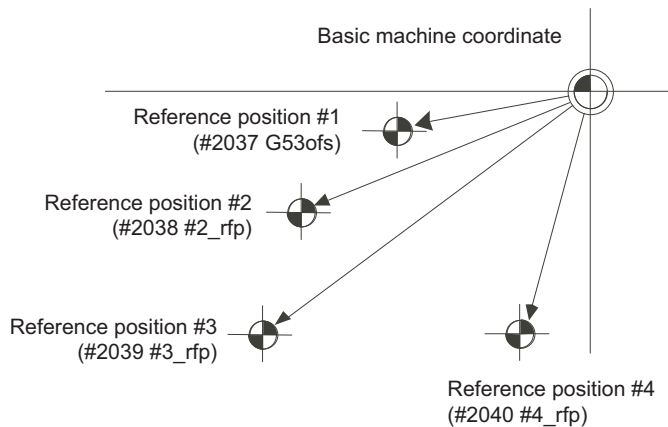 Basic machine coordinate
Reference position #1
(#2037 G53ofs)
Reference position #2
(#2038 #2_rfp)
Reference position #3
(#2039 #3_rfp)
Reference position #4
(#2040 #4_rfp)